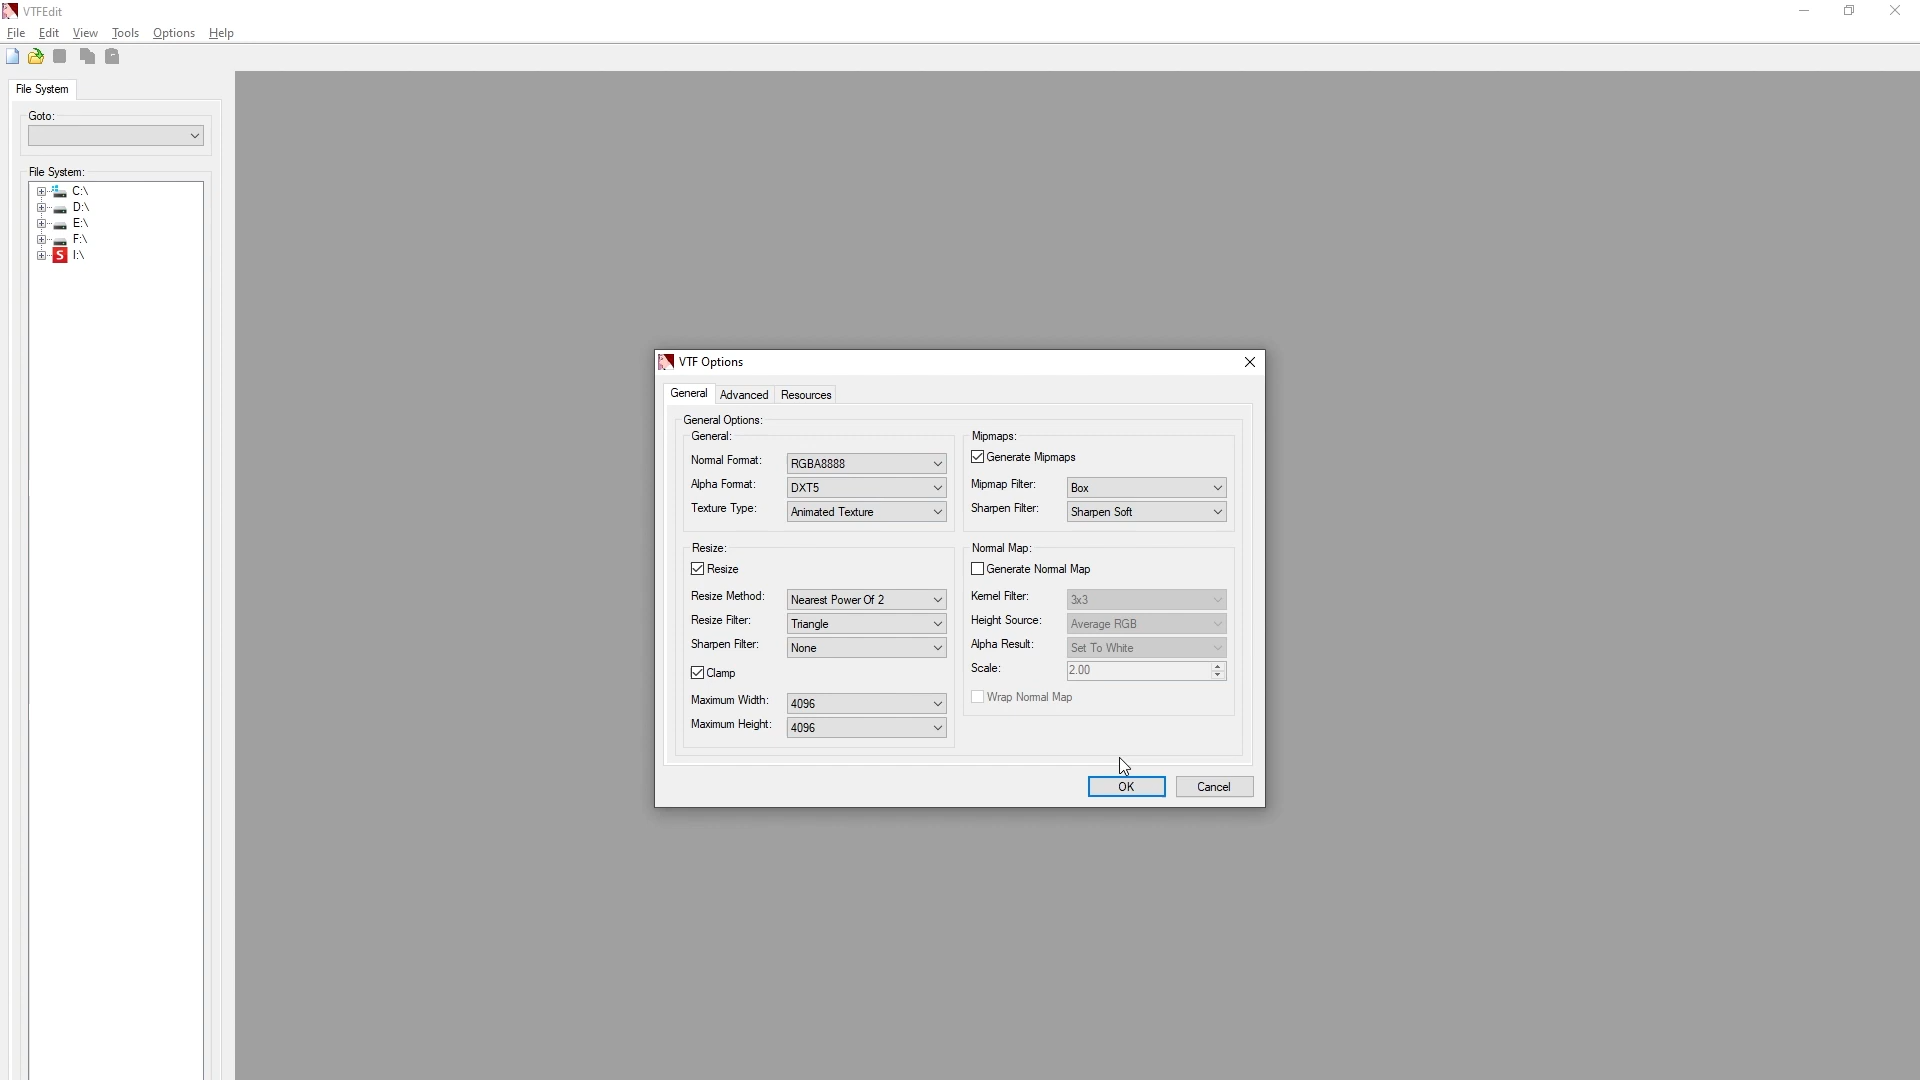 VTFEdit
File Edit View Tools Options Help
File System
Goto:
File System:
C:\
D:\
E:\
F:\
I:\
VTF Options
General Advanced Resources
General Options:
General:
Normal Format: RGBA8888
Alpha Format: DXT5
Texture Type: Animated Texture
Mipmaps:
Generate Mipmaps
Mipmap Filter: Box
Sharpen Filter: Sharpen Soft
Resize:
Resize
Resize Method: Nearest Power Of 2
Resize Filter: Triangle
Sharpen Filter: None
Clamp
Maximum Width: 4096
Maximum Height: 4096
Normal Map:
Generate Normal Map
Kernel Filter: 3x3
Height Source: Average RGB
Alpha Result: Set To White
Scale: 2.00
Wrap Normal Map
OK Cancel